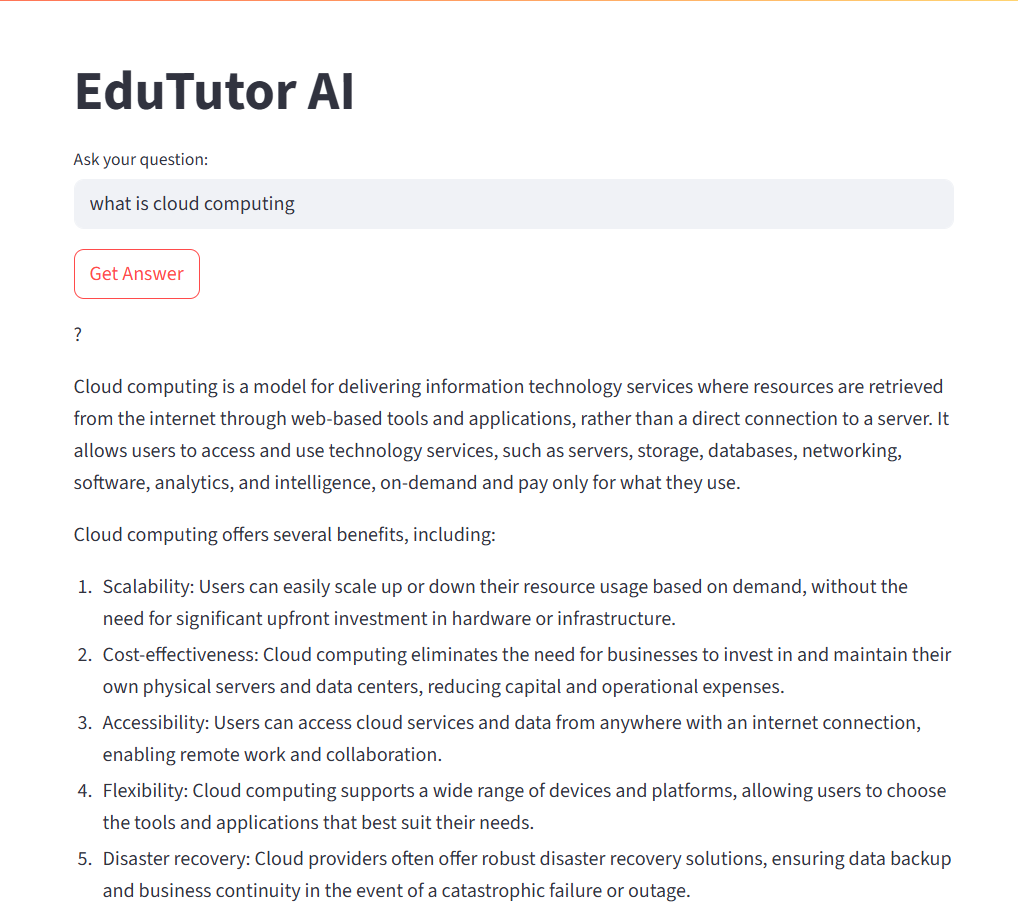 EduTutor AI
Ask your question:
what is cloud computing
Get Answer
?
Cloud computing is a model for delivering information technology services where resources are retrieved
from the internet through web-based tools and applications, rather than a direct connection to a server. It
allows users to access and use technology services, such as servers, storage, databases, networking,
software, analytics, and intelligence, on-demand and pay only for what they use.
Cloud computing offers several benefits, including:
1. Scalability: Users can easily scale up or down their resource usage based on demand, without the
need for significant upfront investment in hardware or infrastructure.
2. Cost-effectiveness: Cloud computing eliminates the need for businesses to invest in and maintain their
own physical servers and data centers, reducing capital and operational expenses.
3. Accessibility: Users can access cloud services and data from anywhere with an internet connection,
enabling remote work and collaboration.
4. Flexibility: Cloud computing supports a wide range of devices and platforms, allowing users to choose
the tools and applications that best suit their needs.
5. Disaster recovery: Cloud providers often offer robust disaster recovery solutions, ensuring data backup
and business continuity in the event of a catastrophic failure or outage.